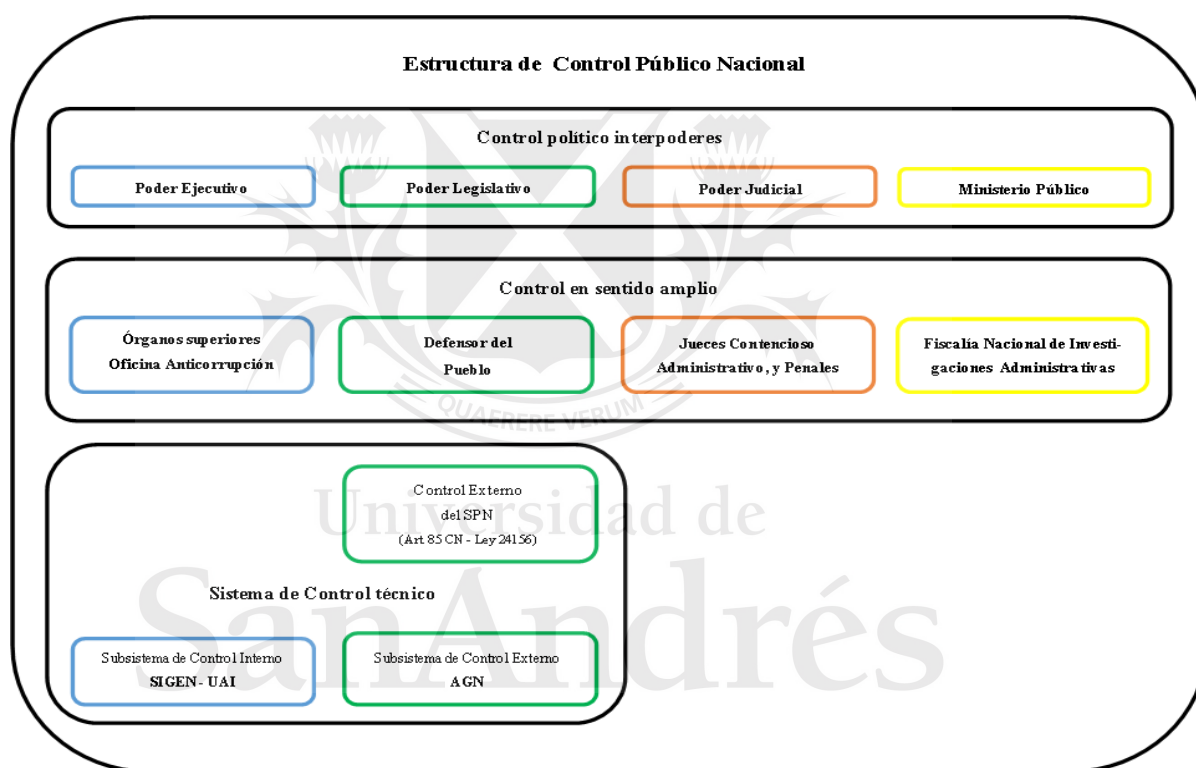 Estructura de Control Público Nacional
Control político interpoderes
Poder Ejecutivo
Poder Legislativo
Poder Judicial
Ministerio Público
Control en sentido amplio
Órganos superiores
Oficina Anticorrupción
Defensor del
Pueblo
Jueces Contencioso
Administrativo, y Penales
Fiscalía Nacional de Investi-
gaciones Administrativas
QUAERERE VERUM
Control Externo
del SPN
(Art 85 CN - Ley 24156)
Universidad de
SanAndrés
Sistema de Control técnico
Subsistema de Control Interno
SIGEN- UAI
Subsistema de Control Externo
AGN